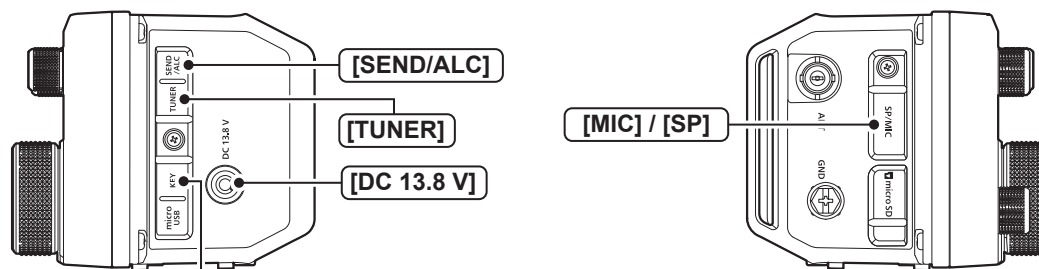 [SEND/ALC]
[TUNER]
[DC 13.8 V]
SEND
/ALC
TUNER
KEY
micro
USB
DC 13.8 V
[MIC] / [SP]
SP/MIC
GND
micro SD